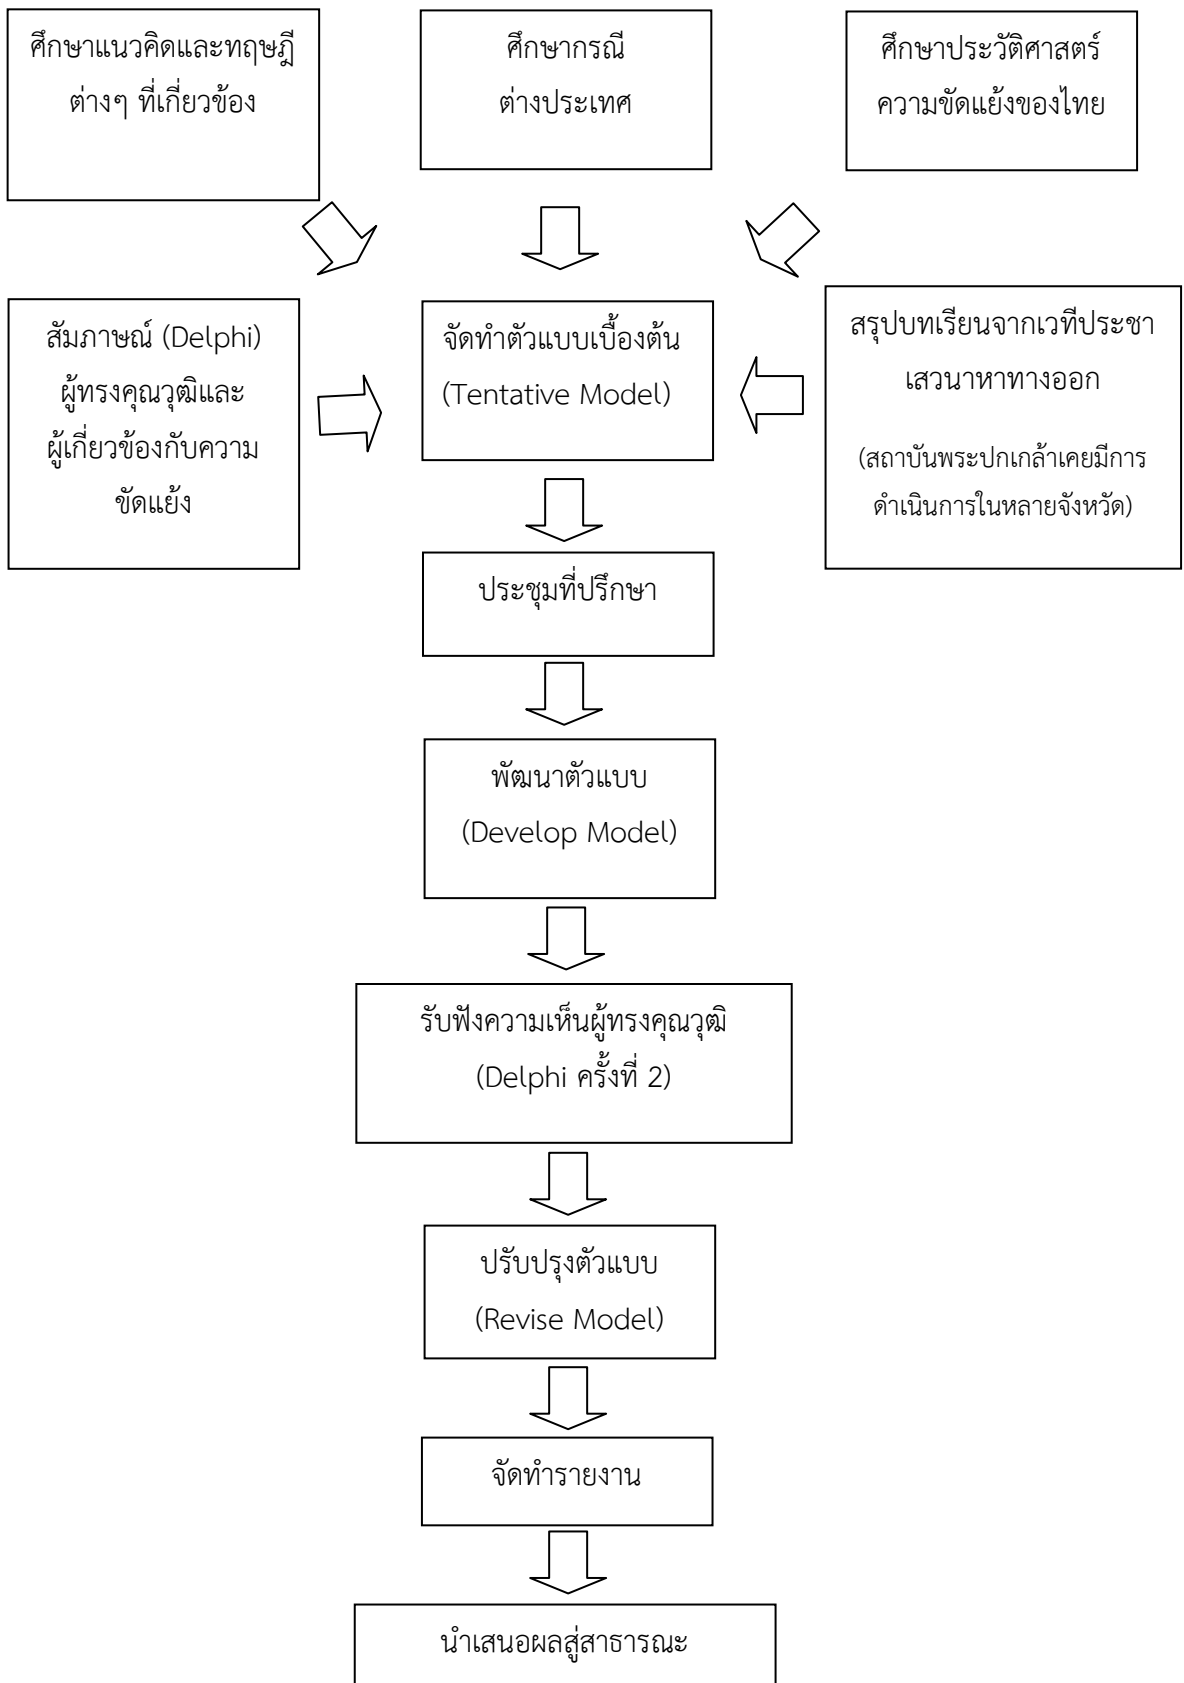 ศึกษาแนวคิดและทฤษฎี
ต่างๆ ที่เกี่ยวข้อง
ศึกษากรณี
ต่างประเทศ
ศึกษาประวัติศาสตร์
ความขัดแย้งของไทย
สัมภาษณ์ (Delphi)
ผู้ทรงคุณวุฒิและ
ผู้เกี่ยวข้องกับความ
ขัดแย้ง
จัดทำตัวแบบเบื้องต้น
(Tentative Model)
สรุปบทเรียนจากเวทีประชา
เสวนาหาทางออก
(สถาบันพระปกเกล้าเคยมีการ
ดำเนินการในหลายจังหวัด)
ประชุมที่ปรึกษา
พัฒนาตัวแบบ
(Develop Model)
รับฟังความเห็นผู้ทรงคุณวุฒิ
(Delphi ครั้งที่ 2)
ปรับปรุงตัวแบบ
(Revise Model)
จัดทำรายงาน
นำเสนอผลสู่สาธารณะ